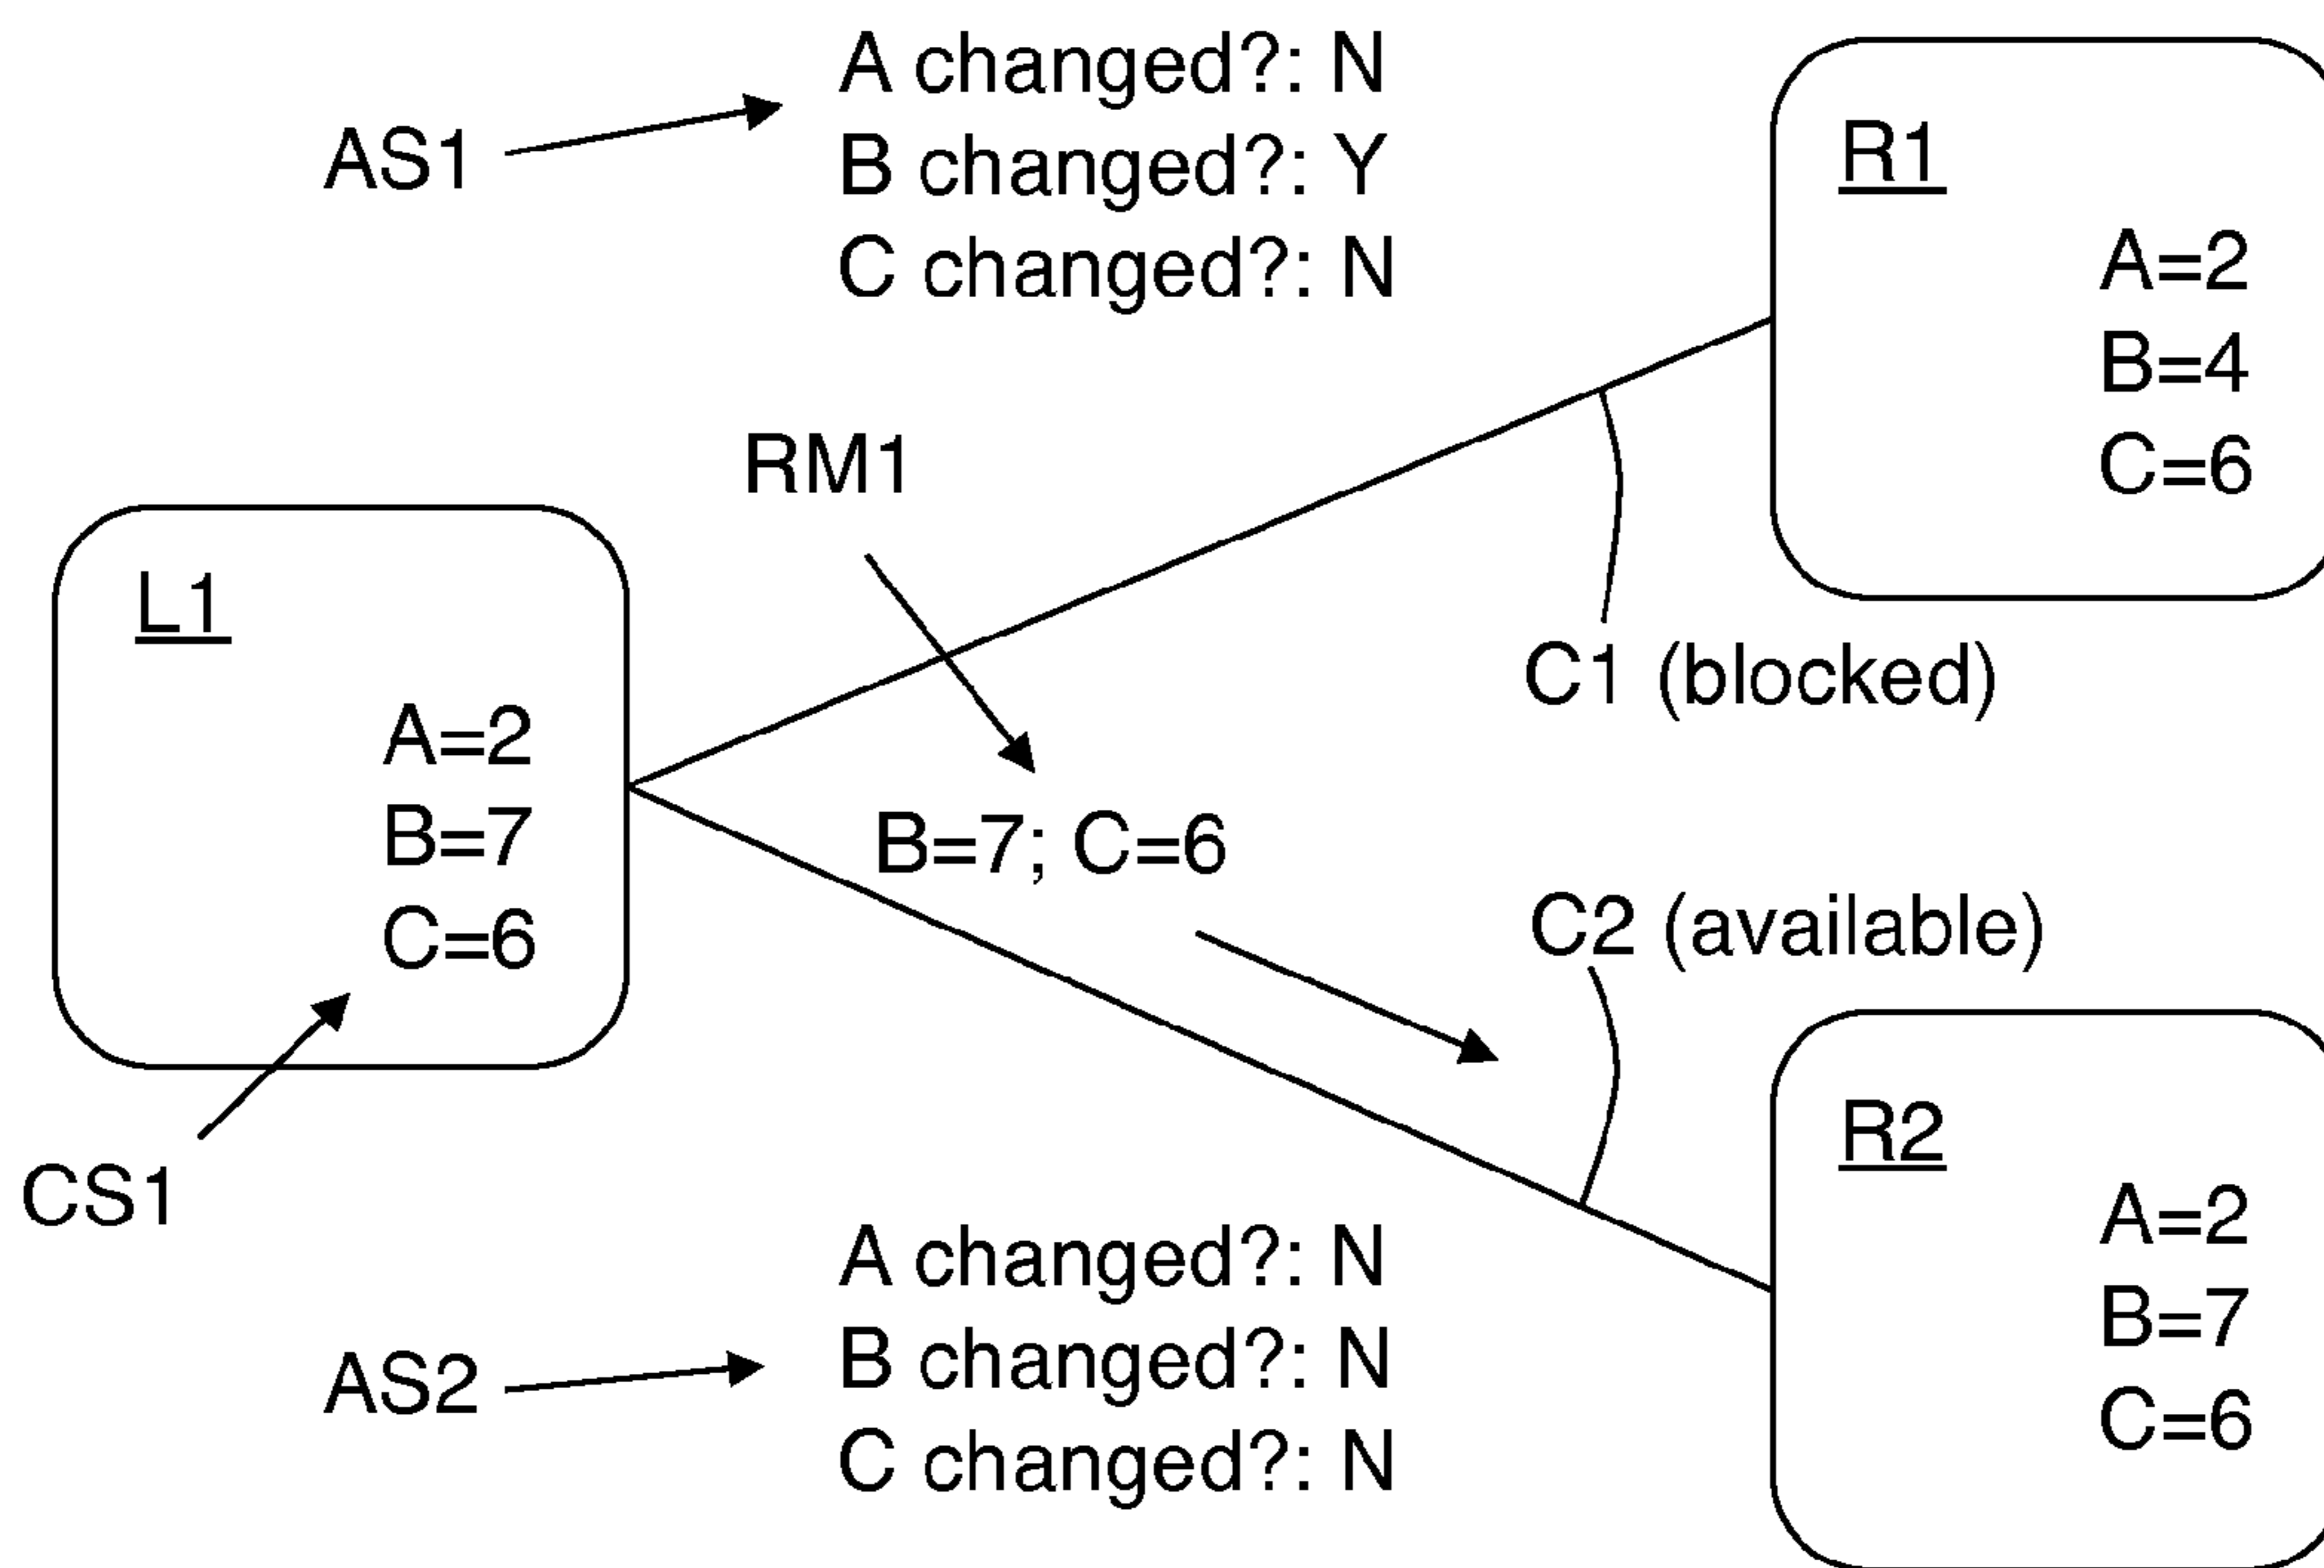 A changed?: N
AS1
B changed?: Y
C changed?: N
R1
A=2
B=4
C=6
RM1
L1
A=2
B=7
C=6
C1 (blocked)
B=7; C=6
C2 (available)
CS1
R2
A=2
B=7
C=6
A changed?: N
AS2
B changed?: N
C changed?: N